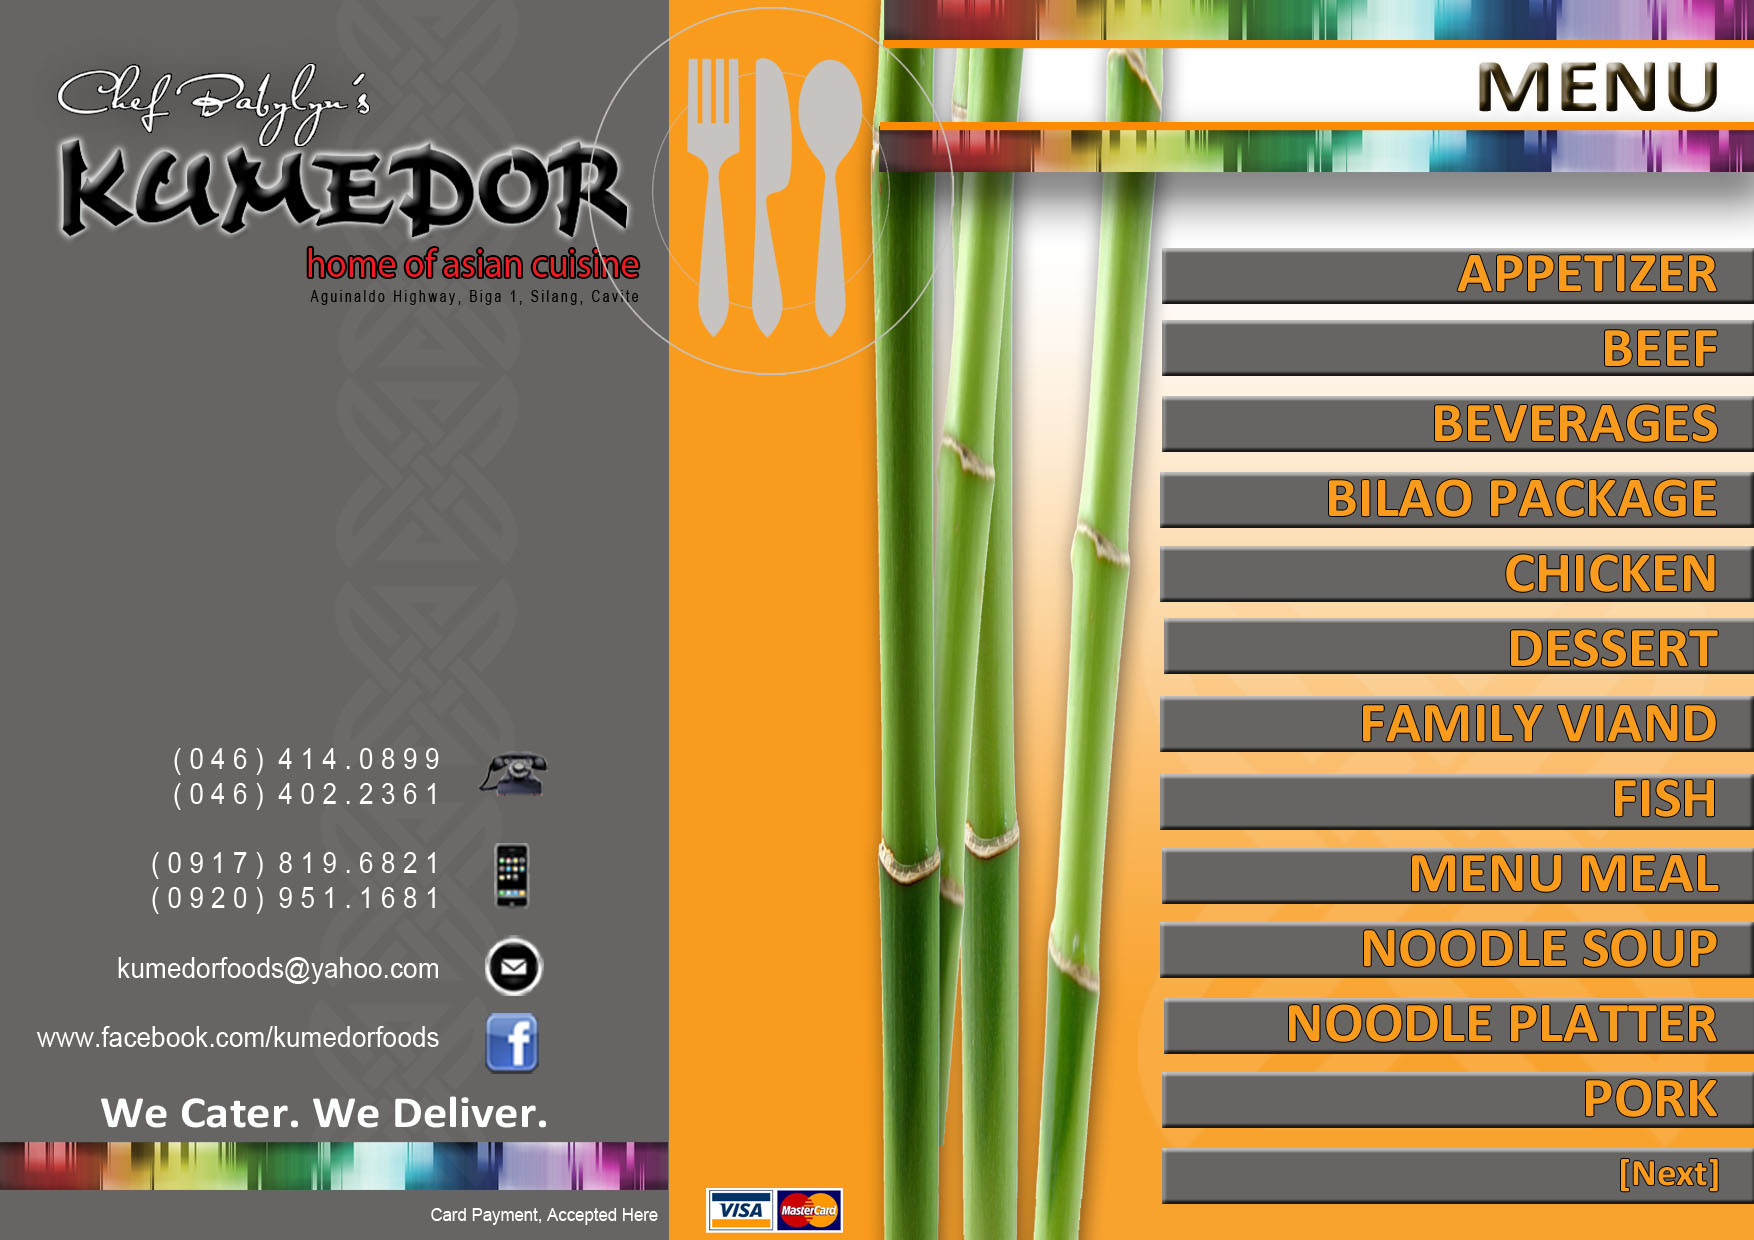 Chef Babylyn's
KUMEDOR
home of asian cuisine
Aguinaldo Highway, Biga 1, Silang, Cavite
(046) 414.0899
(046) 402.2361
(0917) 819.6821
(0920) 951.1681
kumedorfoods@yahoo.com
www.facebook.com/kumedorfoods
We Cater. We Deliver.
Card Payment, Accepted Here
VISA
MasterCard
MENU
APPETIZER
BEEF
BEVERAGES
BILAO PACKAGE
CHICKEN
DESSERT
FAMILY VIAND
FISH
MENU MEAL
NOODLE SOUP
NOODLE PLATTER
PORK
[Next]